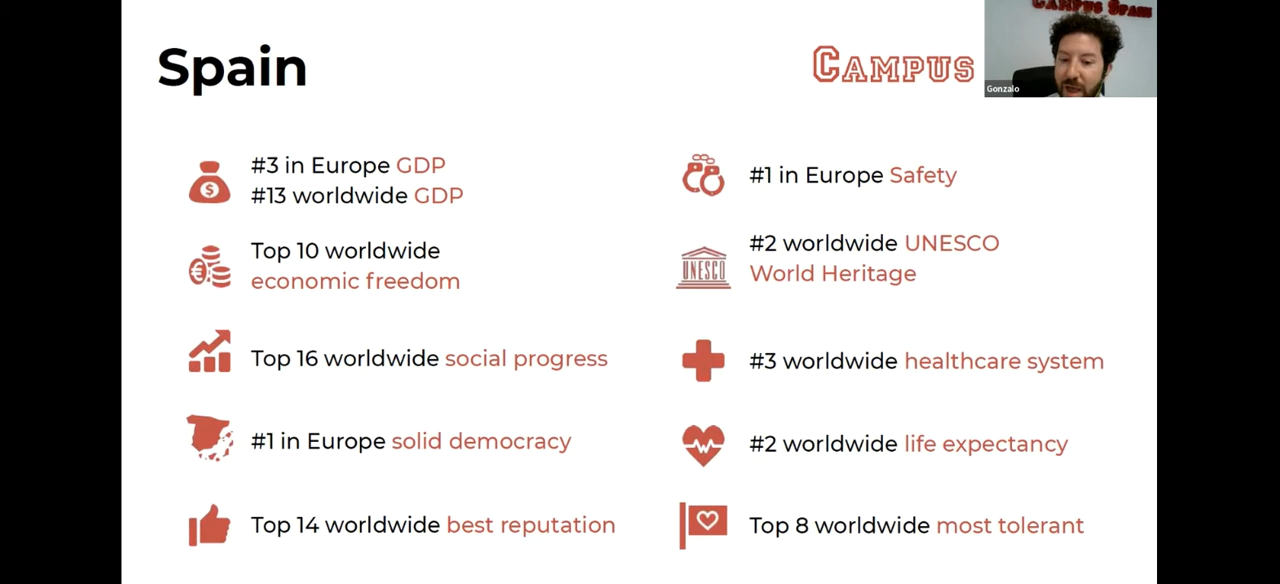 Spain
CAMPUS
CAMPUS SPAIN
Gonzalo
#3 in Europe GDP
#13 worldwide GDP
Top 10 worldwide
economic freedom
Top 16 worldwide social progress
#1 in Europe solid democracy
Top 14 worldwide best reputation
#1 in Europe Safety
UNESCO
#2 worldwide UNESCO
World Heritage
#3 worldwide healthcare system
#2 worldwide life expectancy
Top 8 worldwide most tolerant